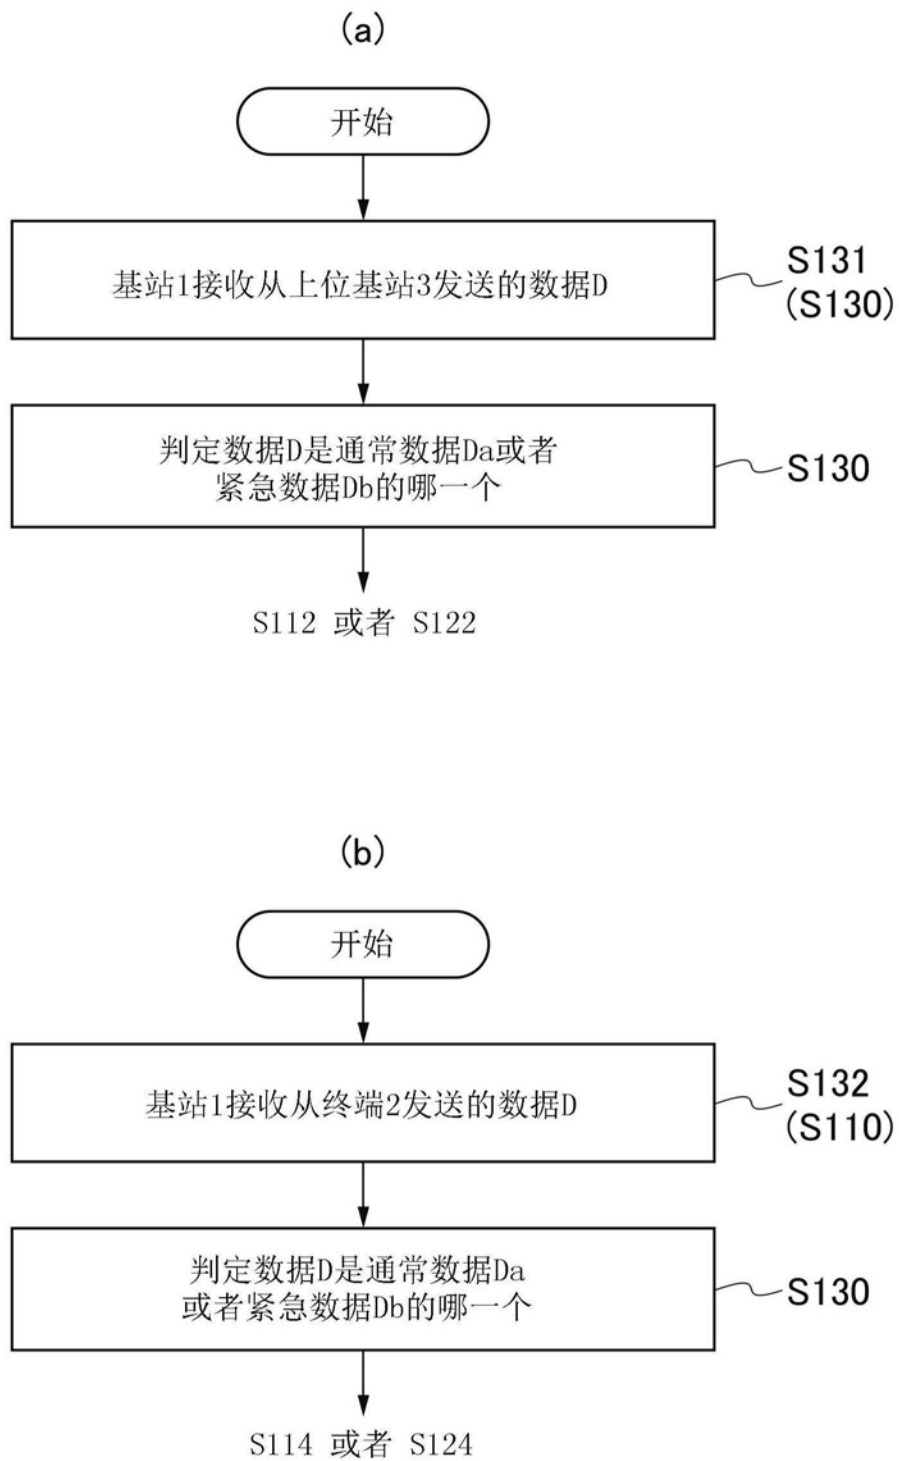 (a)
开始
基站1接收从上位基站3发送的数据D
S131
(S130)
判定数据D是通常数据Da或者
紧急数据Db的哪一个
S130
S112 或者 S122
(b)
开始
基站1接收从终端2发送的数据D
S132
(S110)
判定数据D是通常数据Da
或者紧急数据Db的哪一个
S130
S114 或者 S124